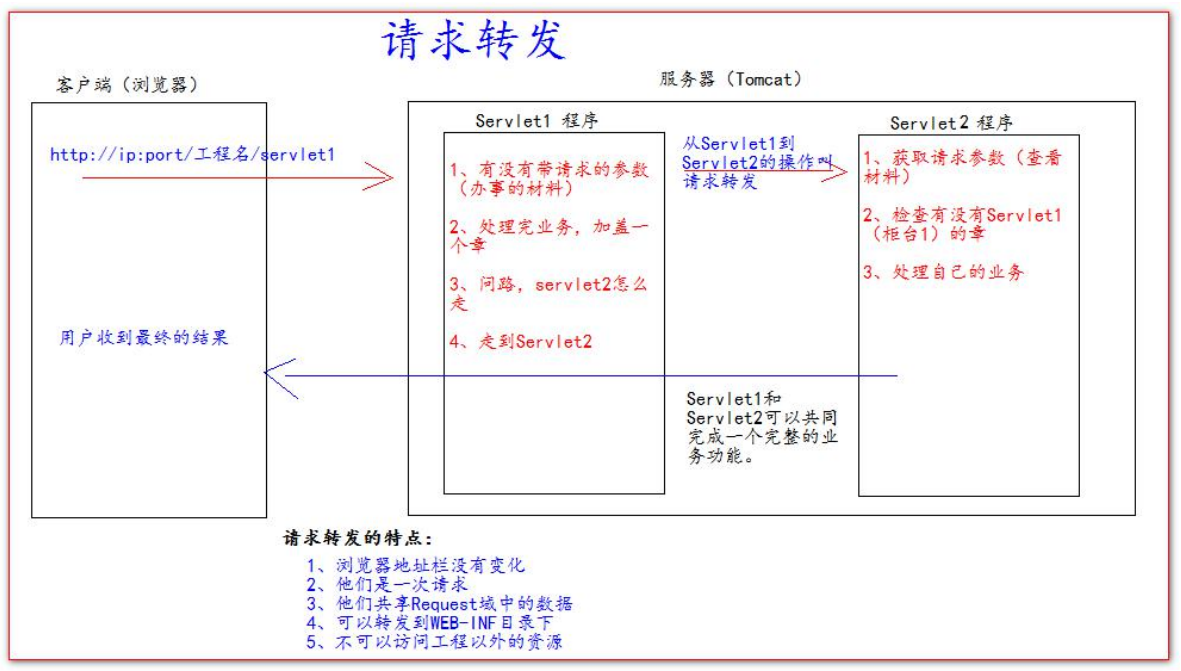 请求转发
客户端（浏览器）
服务器（Tomcat）
http://ip:port/工程名/servlet1
用户收到最终的结果
Servlet1 程序
1、有没有带请求的参数
（办事的材料）
2、处理完业务，加盖一
个章
3、问路，servlet2怎么
走
4、走到Servlet2
从Servlet1到
Servlet2的操作叫
请求转发
Servlet2 程序
1、获取请求参数（查看
材料）
2、检查有没有Servlet1
（柜台1）的章
3、处理自己的业务
Servlet1和
Servlet2可以共同
完成一个完整的业
务功能。
请求转发的特点：
1、浏览器地址栏没有变化
2、他们是一次请求
3、他们共享Request域中的数据
4、可以转发到WEB-INF目录下
5、不可以访问工程以外的资源